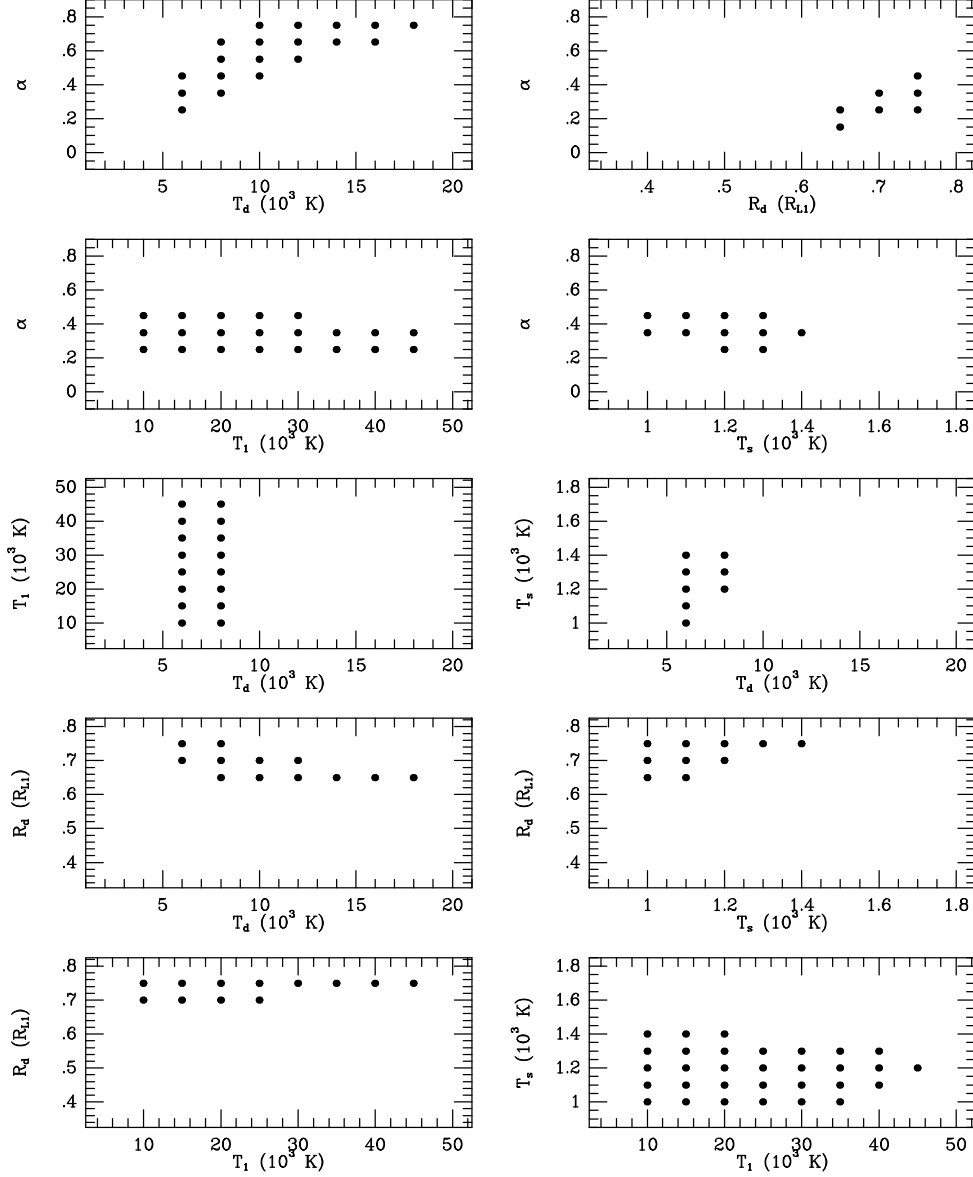 .8
.6
.4
.2
0
α
5 10 15 20
T_d (10^3 K)
.8
.6
.4
.2
0
α
.4 .5 .6 .7 .8
R_d (R_L1)
.8
.6
.4
.2
0
α
10 20 30 40 50
T_1 (10^3 K)
.8
.6
.4
.2
0
α
1 1.2 1.4 1.6 1.8
T_s (10^3 K)
50
40
30
20
10
T_1 (10^3 K)
5 10 15 20
T_d (10^3 K)
1.8
1.6
1.4
1.2
1
T_s (10^3 K)
5 10 15 20
T_d (10^3 K)
.8
.7
.6
.5
.4
R_d (R_L1)
5 10 15 20
T_d (10^3 K)
.8
.7
.6
.5
.4
R_d (R_L1)
1 1.2 1.4 1.6 1.8
T_s (10^3 K)
.8
.7
.6
.5
.4
R_d (R_L1)
10 20 30 40 50
T_1 (10^3 K)
1.8
1.6
1.4
1.2
1
T_s (10^3 K)
10 20 30 40 50
T_1 (10^3 K)